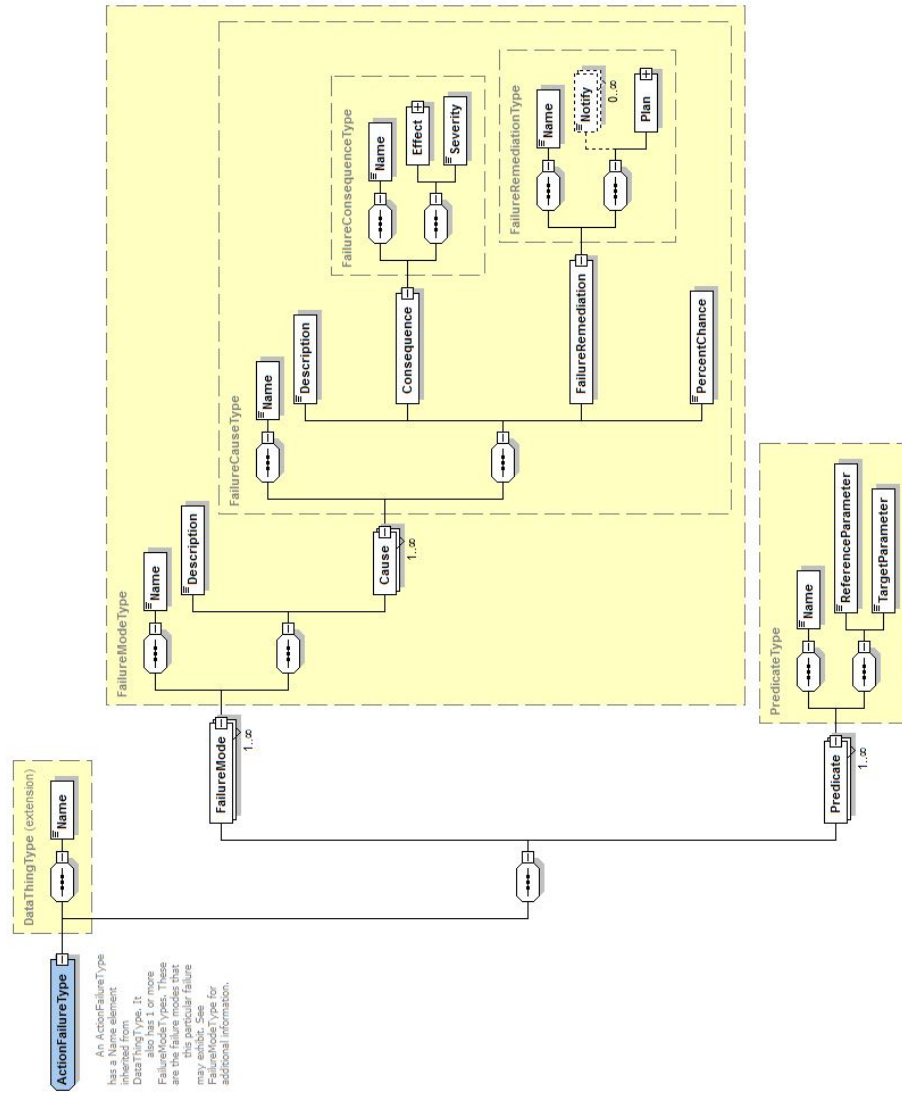 ActionFailureType
An ActionFailureType
has a Name element
inherited from
DataThingType. It
also has 1 or more
FailureModeTypes. These
are the failure modes that
this particular failure
may exhibit. See
FailureModeType for
additional information.
DataThingType (extension)
Name
FailureMode
1..∞
FailureModeType
Name
Description
Cause
1..∞
FailureCauseType
Name
Description
Consequence
FailureConsequenceType
Name
Effect
Severity
FailureRemediation
FailureRemediationType
Name
Notify
0..∞
Plan
PercentChance
Predicate
1..∞
PredicateType
Name
ReferenceParameter
TargetParameter